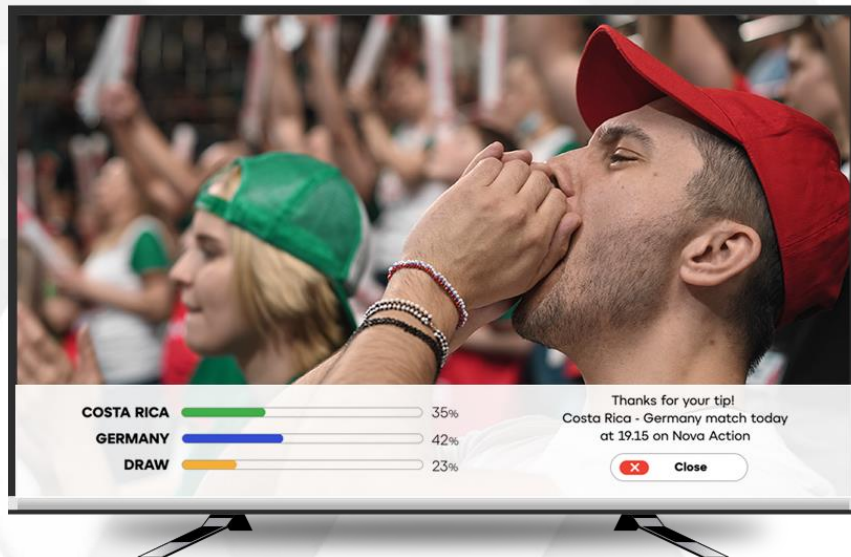 COSTA RICA 35%
GERMANY 42%
DRAW 23%
Thanks for your tip!
Costa Rica - Germany match today
at 19.15 on Nova Action
Close